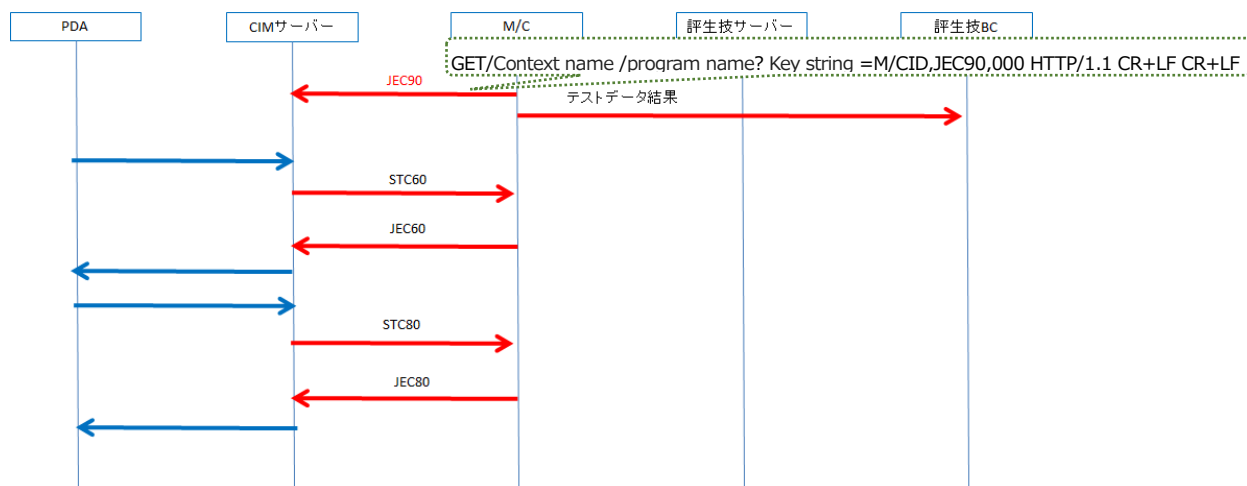 PDA
CIMサーバー
M/C
評生技サーバー
評生技BC
GET/Context name /program name? Key string =M/CID,JEC90,000 HTTP/1.1 CR+LF CR+LF
JEC90
テストデータ結果
STC60
JEC60
STC80
JEC80